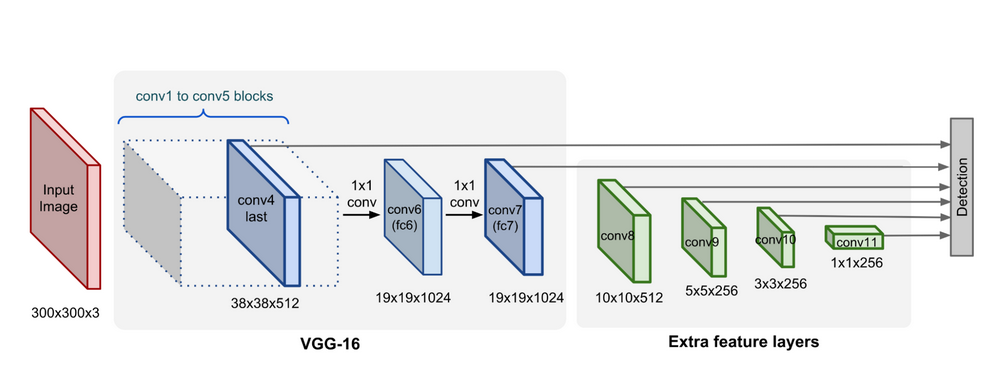 conv1 to conv5 blocks
Input
Image
conv4
last
1x1
conv
conv6
(fc6)
1x1
conv
conv7
(fc7)
conv8
conv9
conv10
conv11
Detection
300x300x3
38x38x512
19x19x1024
19x19x1024
10x10x512
5x5x256
3x3x256
1x1x256
VGG-16
Extra feature layers